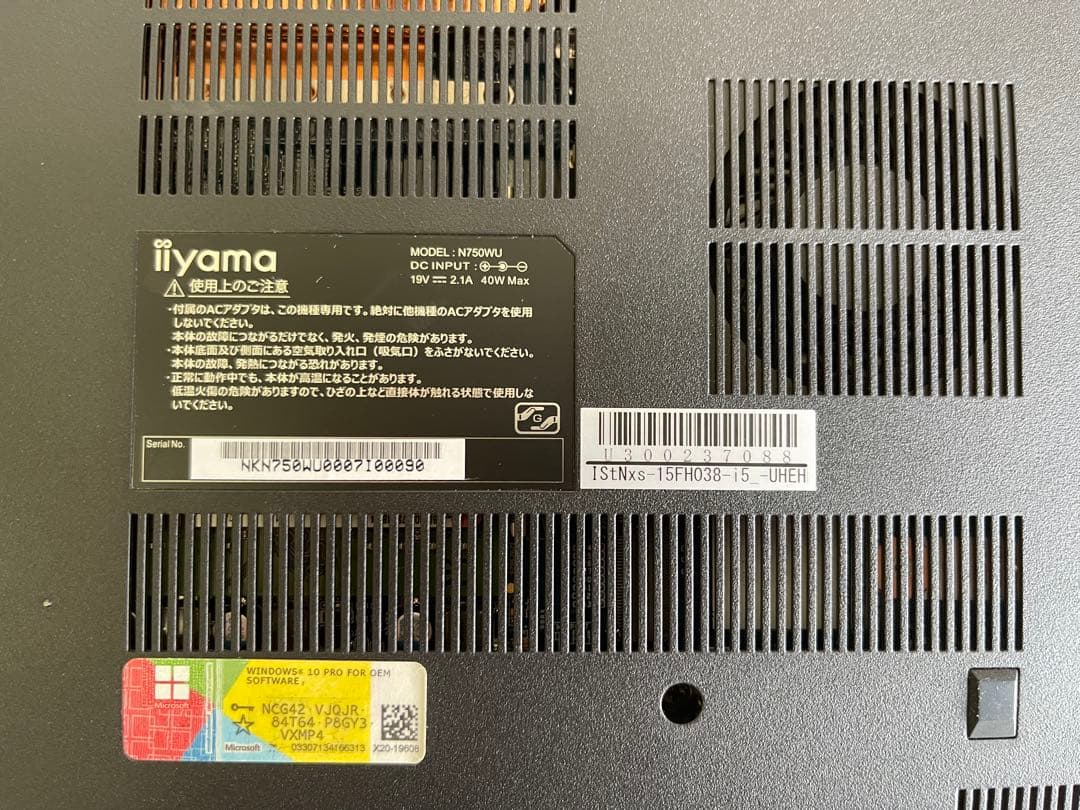 iiyama
MODEL : N750WU
DC INPUT :
19V 2.1A 40W Max
使用上のご注意
・付属のACアダプタは、この機種専用です。絶対に他機種のACアダプタを使用
しないでください。
本体の故障につながるだけでなく、発火、発煙の危険があります。
・本体底面及び側面にある空気取り入れ口（吸気口）をふさがないでください。
本体の故障、発熱につながる恐れがあります。
・正常に動作中でも、本体が高温になることがあります。
低温火傷の危険がありますので、ひざの上など直接体が触れる状態で使用しな
いでください。
G
Serial No.
NKN750WU0007I00090
U300237088
IStNxs-15FH038-i5_-UHEH
WINDOWS® 10 PRO FOR OEM
SOFTWARE,
Microsoft
NCG42-VJQJR-
84T64-P8GY3-
VXMP4
Microsoft 03307134166313 X20-19608